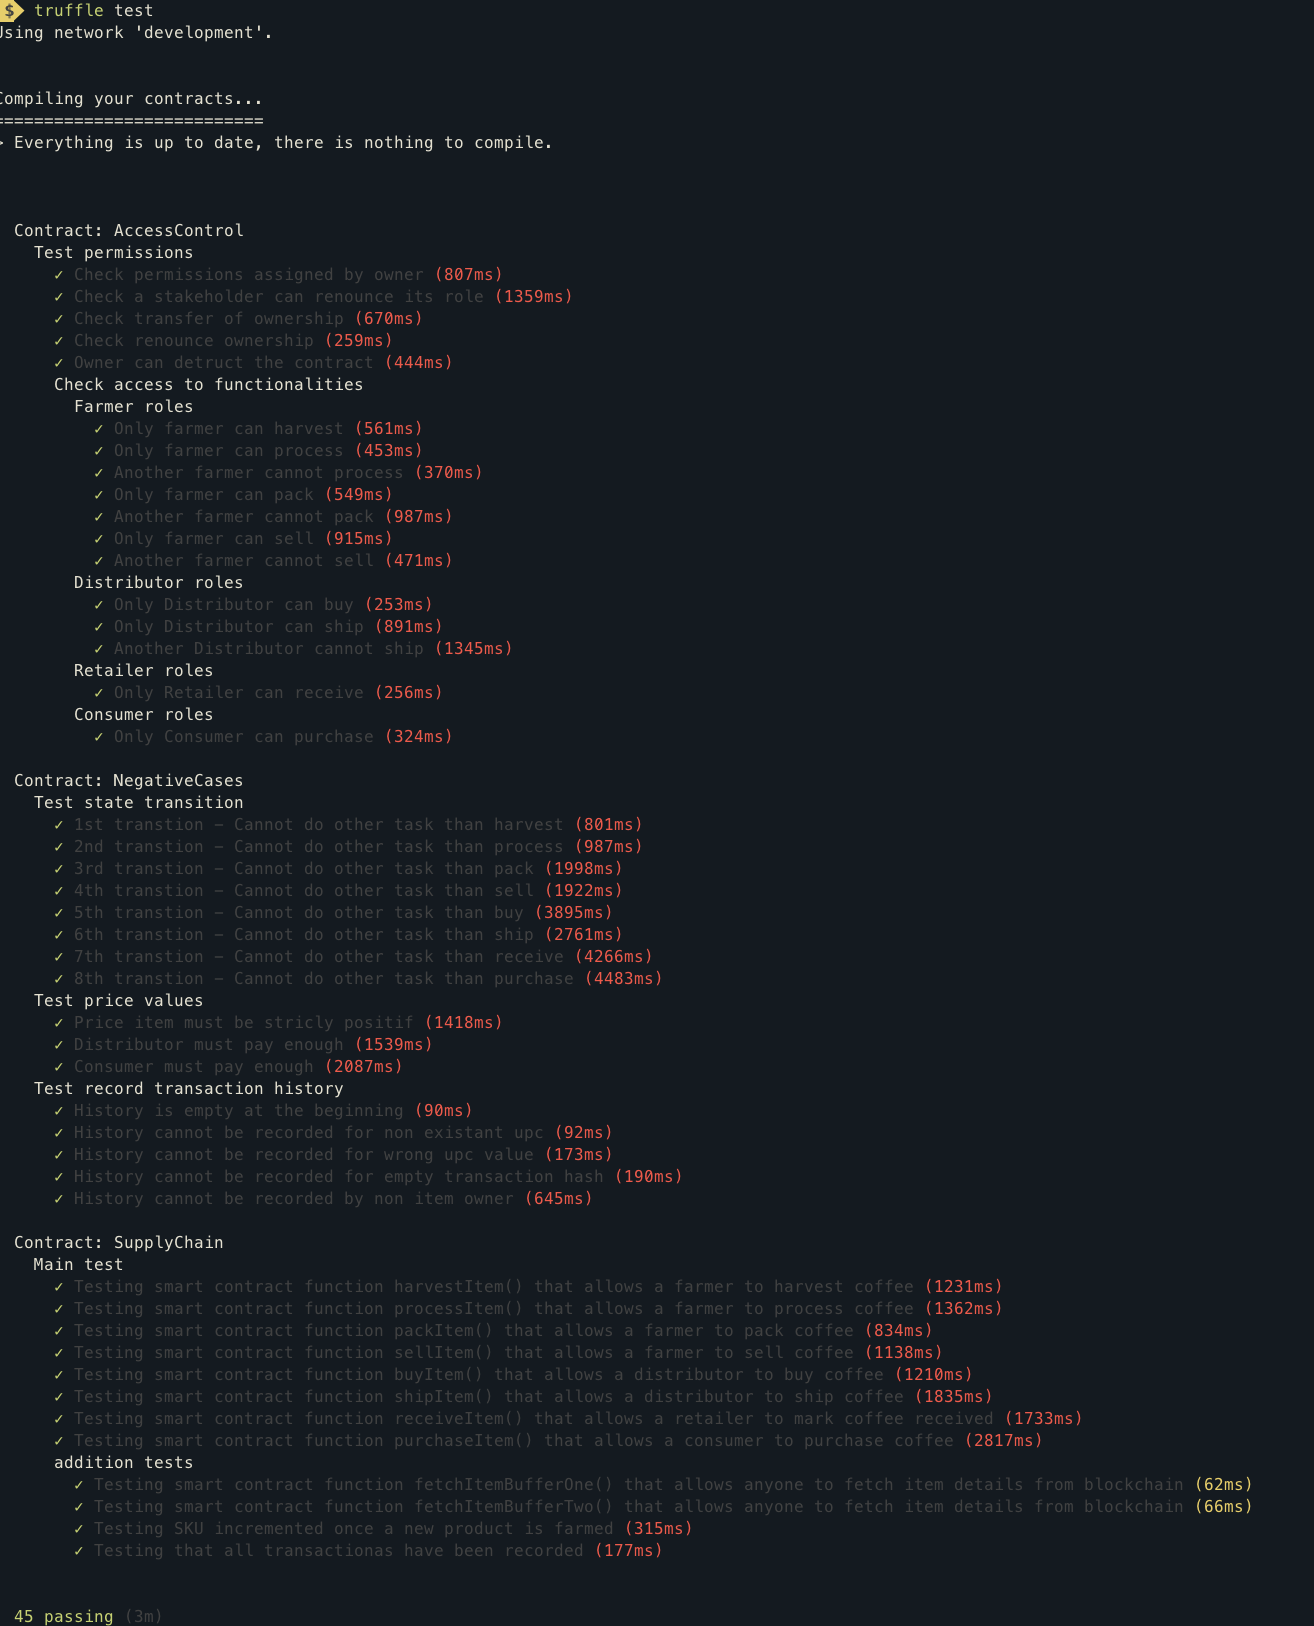 $ truffle test
Using network 'development'.
Compiling your contracts...
===========================
> Everything is up to date, there is nothing to compile.
Contract: AccessControl
Test permissions
✓ Check permissions assigned by owner (807ms)
✓ Check a stakeholder can renounce its role (1359ms)
✓ Check transfer of ownership (670ms)
✓ Check renounce ownership (259ms)
✓ Owner can detruct the contract (444ms)
Check access to functionalities
Farmer roles
✓ Only farmer can harvest (561ms)
✓ Only farmer can process (453ms)
✓ Another farmer cannot process (370ms)
✓ Only farmer can pack (549ms)
✓ Another farmer cannot pack (987ms)
✓ Only farmer can sell (915ms)
✓ Another farmer cannot sell (471ms)
Distributor roles
✓ Only Distributor can buy (253ms)
✓ Only Distributor can ship (891ms)
✓ Another Distributor cannot ship (1345ms)
Retailer roles
✓ Only Retailer can receive (256ms)
Consumer roles
✓ Only Consumer can purchase (324ms)
Contract: NegativeCases
Test state transition
✓ 1st transtion – Cannot do other task than harvest (801ms)
✓ 2nd transtion – Cannot do other task than process (987ms)
✓ 3rd transtion – Cannot do other task than pack (1998ms)
✓ 4th transtion – Cannot do other task than sell (1922ms)
✓ 5th transtion – Cannot do other task than buy (3895ms)
✓ 6th transtion – Cannot do other task than ship (2761ms)
✓ 7th transtion – Cannot do other task than receive (4266ms)
✓ 8th transtion – Cannot do other task than purchase (4483ms)
Test price values
✓ Price item must be stricly positif (1418ms)
✓ Distributor must pay enough (1539ms)
✓ Consumer must pay enough (2087ms)
Test record transaction history
✓ History is empty at the beginning (90ms)
✓ History cannot be recorded for non existant upc (92ms)
✓ History cannot be recorded for wrong upc value (173ms)
✓ History cannot be recorded for empty transaction hash (190ms)
✓ History cannot be recorded by non item owner (645ms)
Contract: SupplyChain
Main test
✓ Testing smart contract function harvestItem() that allows a farmer to harvest coffee (1231ms)
✓ Testing smart contract function processItem() that allows a farmer to process coffee (1362ms)
✓ Testing smart contract function packItem() that allows a farmer to pack coffee (834ms)
✓ Testing smart contract function sellItem() that allows a farmer to sell coffee (1138ms)
✓ Testing smart contract function buyItem() that allows a distributor to buy coffee (1210ms)
✓ Testing smart contract function shipItem() that allows a distributor to ship coffee (1835ms)
✓ Testing smart contract function receiveItem() that allows a retailer to mark coffee received (1733ms)
✓ Testing smart contract function purchaseItem() that allows a consumer to purchase coffee (2817ms)
addition tests
✓ Testing smart contract function fetchItemBufferOne() that allows anyone to fetch item details from blockchain (62ms)
✓ Testing smart contract function fetchItemBufferTwo() that allows anyone to fetch item details from blockchain (66ms)
✓ Testing SKU incremented once a new product is farmed (315ms)
✓ Testing that all transactionas have been recorded (177ms)
45 passing (3m)